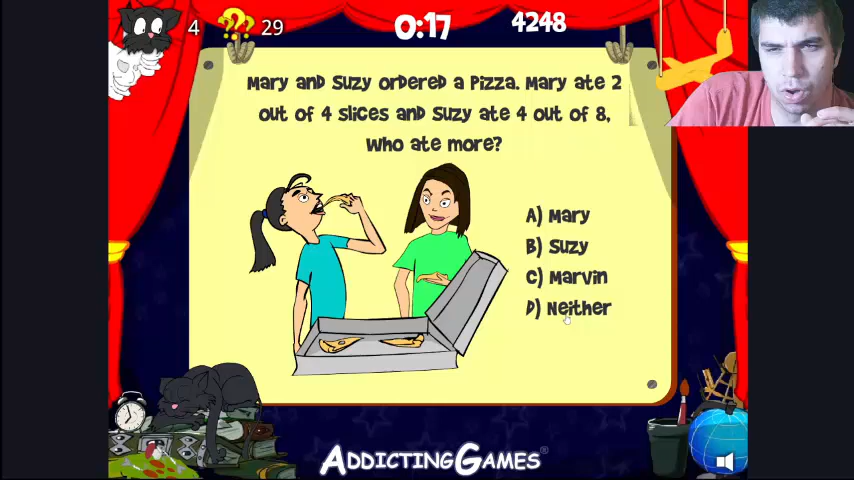 4
29
0:17
4248
Mary and Suzy ordered a pizza. Mary ate 2
out of 4 slices and Suzy ate 4 out of 8,
Who ate more?
A) Mary
B) Suzy
C) Marvin
D) Neither
AddictingGames®